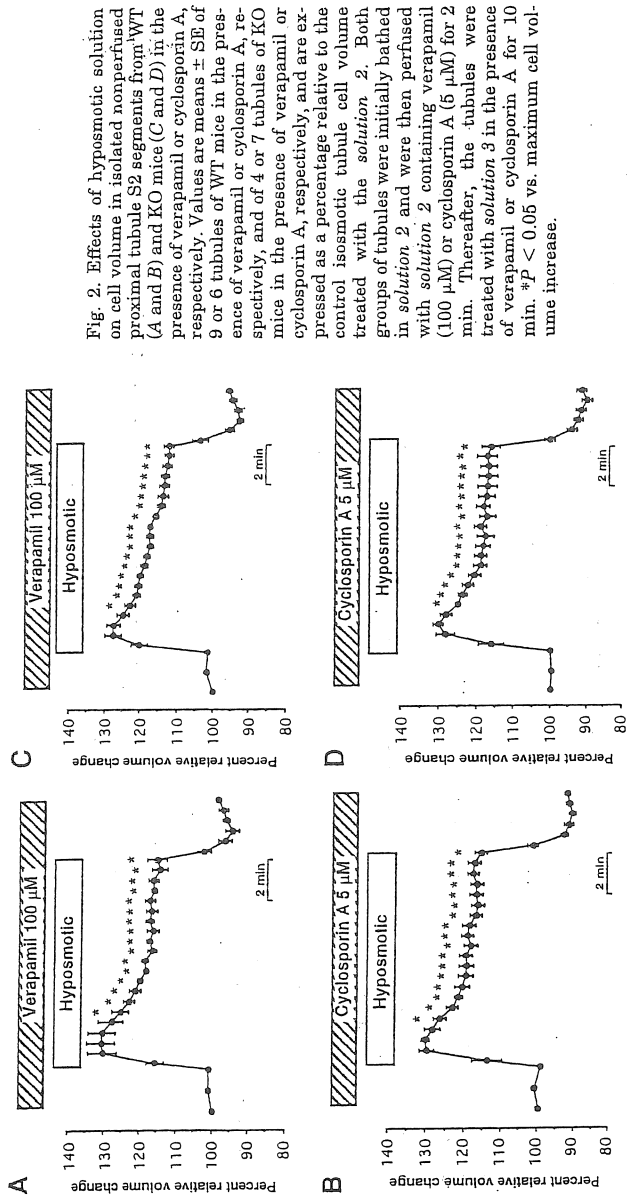 A
Verapamil 100 μM
Hyposmotic
Percent relative volume change
140
130
120
110
100
90
80
2 min
B
Cyclosporin A 5 μM
Hyposmotic
Percent relative volume change
140
130
120
110
100
90
80
2 min
C
Verapamil 100 μM
Hyposmotic
Percent relative volume change
140
130
120
110
100
90
80
2 min
D
Cyclosporin A 5 μM
Hyposmotic
Percent relative volume change
140
130
120
110
100
90
80
2 min
Fig. 2. Effects of hyposmotic solution
on cell volume in isolated nonperfused
proximal tubule S2 segments from WT
(A and B) and KO mice (C and D) in the
presence of verapamil or cyclosporin A,
respectively. Values are means ± SE of
9 or 6 tubules of WT mice in the pres-
ence of verapamil or cyclosporin A, re-
spectively, and of 4 or 7 tubules of KO
mice in the presence of verapamil or
cyclosporin A, respectively, and are ex-
pressed as a percentage relative to the
control isosmotic tubule cell volume
treated with the solution 2. Both
groups of tubules were initially bathed
in solution 2 and were then perfused
with solution 2 containing verapamil
(100 μM) or cyclosporin A (5 μM) for 2
min. Thereafter, the tubules were
treated with solution 3 in the presence
of verapamil or cyclosporin A for 10
min. *P < 0.05 vs. maximum cell vol-
ume increase.